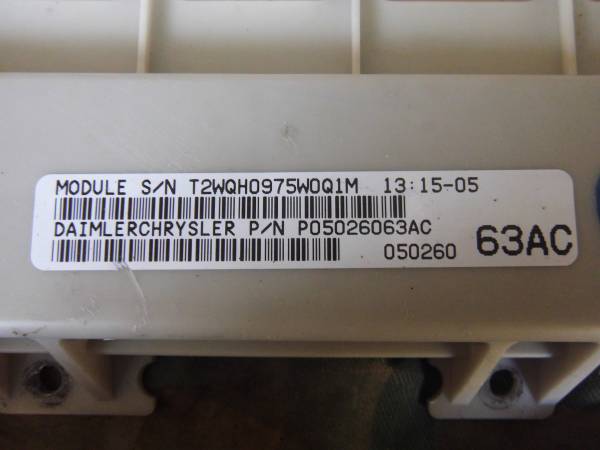 MODULE S/N T2WQH0975W0Q1M 13:15-05
DAIMLERCHRYSLER P/N P05026063AC
050260 63AC